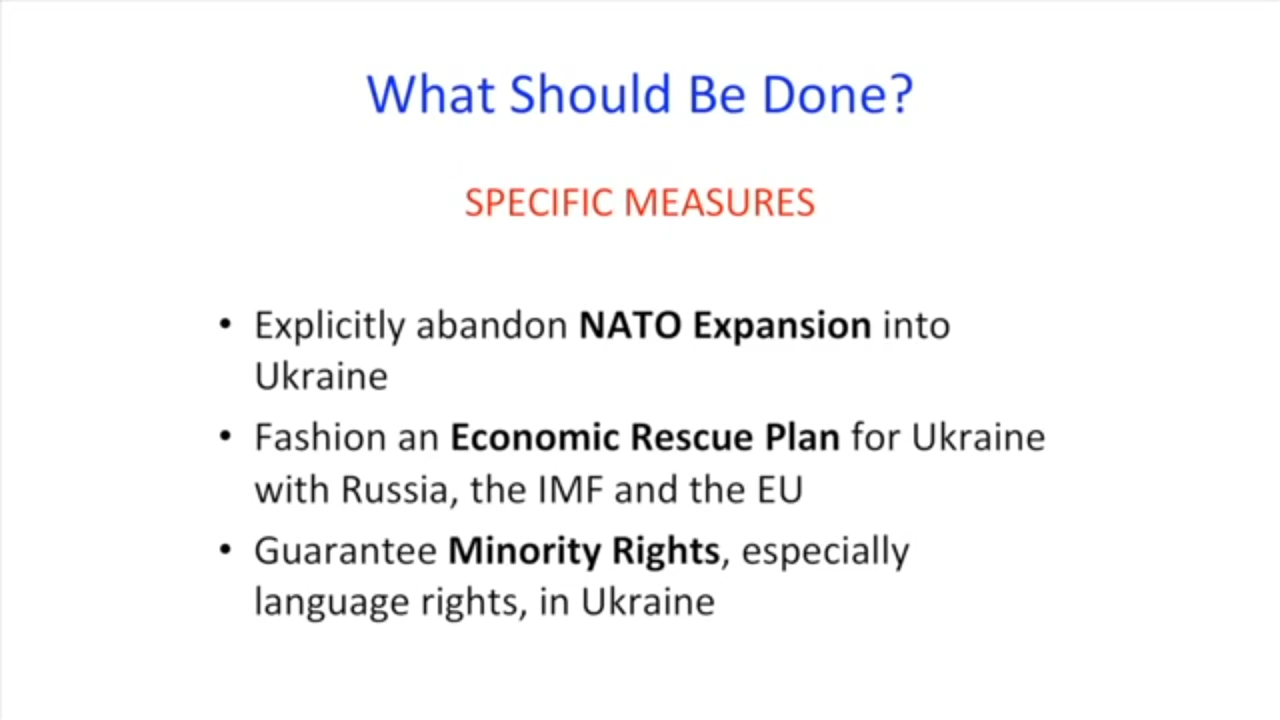 What Should Be Done?
SPECIFIC MEASURES
• Explicitly abandon NATO Expansion into
Ukraine
• Fashion an Economic Rescue Plan for Ukraine
with Russia, the IMF and the EU
• Guarantee Minority Rights, especially
language rights, in Ukraine